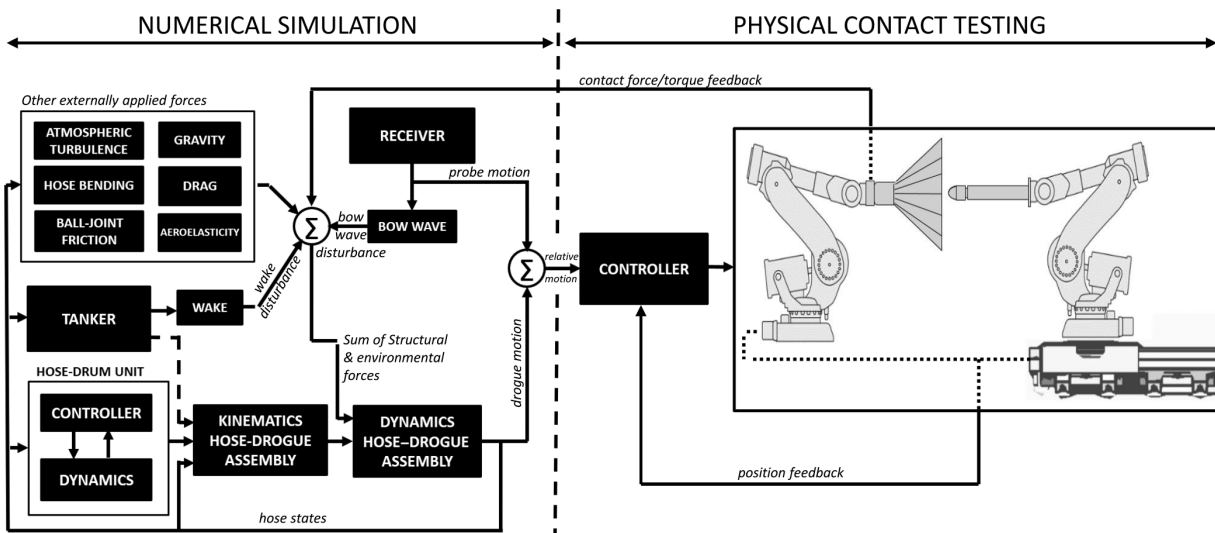 NUMERICAL SIMULATION
PHYSICAL CONTACT TESTING
contact force/torque feedback
Other externally applied forces
ATMOSPHERIC
TURBULENCE
GRAVITY
HOSE BENDING
DRAG
BALL-JOINT
FRICTION
AEROELASTICITY
RECEIVER
probe motion
BOW WAVE
bow
wave
disturbance
Σ
Σ
relative
motion
CONTROLLER
TANKER
WAKE
wake
disturbance
Sum of Structural
& environmental
forces
drogue motion
HOSE-DRUM UNIT
CONTROLLER
DYNAMICS
KINEMATICS
HOSE-DROGUE
ASSEMBLY
DYNAMICS
HOSE–DROGUE
ASSEMBLY
position feedback
hose states